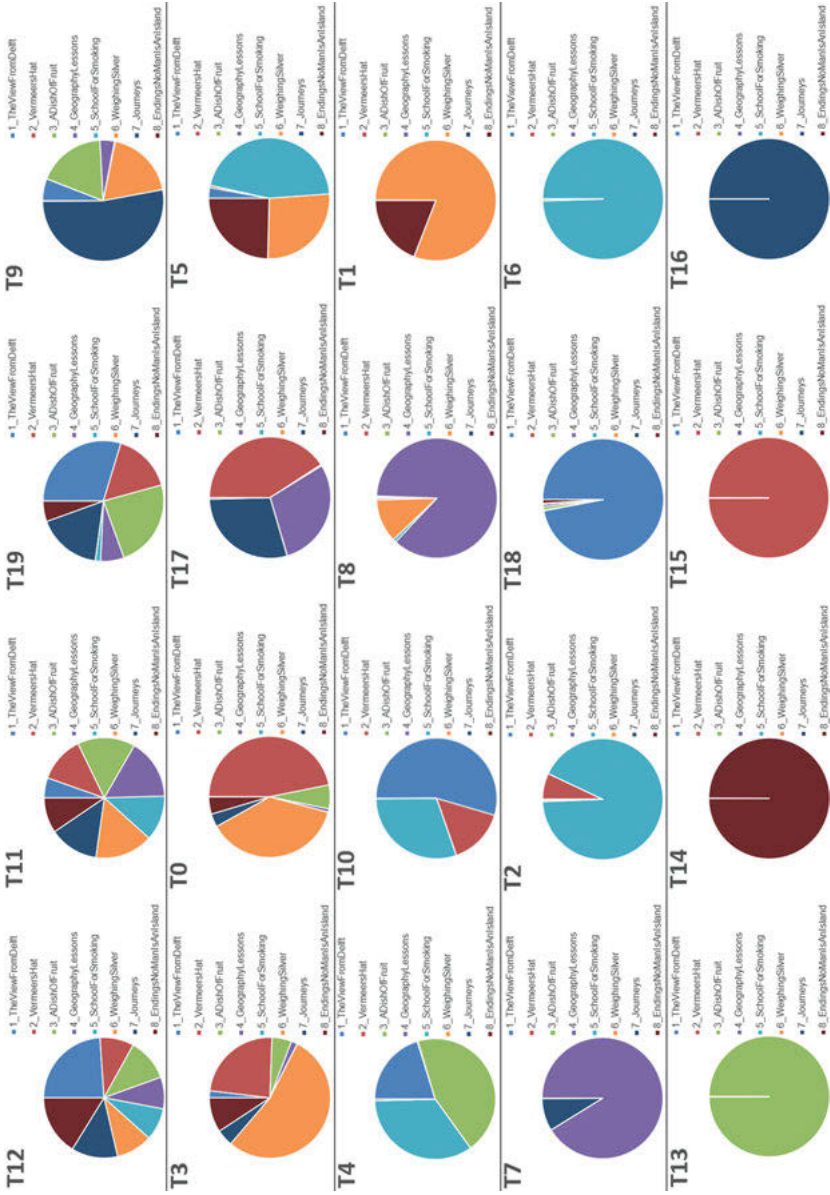 T12
1_TheViewFromDelft
2_VermeersHat
3_ADishOfFruit
4_GeographyLessons
5_SchoolForSmoking
6_WeighingSilver
7_Journeys
8_EndingsNoManIsAnIsland
T11
1_TheViewFromDelft
2_VermeersHat
3_ADishOfFruit
4_GeographyLessons
5_SchoolForSmoking
6_WeighingSilver
7_Journeys
8_EndingsNoManIsAnIsland
T19
1_TheViewFromDelft
2_VermeersHat
3_ADishOfFruit
4_GeographyLessons
5_SchoolForSmoking
6_WeighingSilver
7_Journeys
8_EndingsNoManIsAnIsland
T9
1_TheViewFromDelft
2_VermeersHat
3_ADishOfFruit
4_GeographyLessons
5_SchoolForSmoking
6_WeighingSilver
7_Journeys
8_EndingsNoManIsAnIsland
T3
1_TheViewFromDelft
2_VermeersHat
3_ADishOfFruit
4_GeographyLessons
5_SchoolForSmoking
6_WeighingSilver
7_Journeys
8_EndingsNoManIsAnIsland
T0
1_TheViewFromDelft
2_VermeersHat
3_ADishOfFruit
4_GeographyLessons
5_SchoolForSmoking
6_WeighingSilver
7_Journeys
8_EndingsNoManIsAnIsland
T17
1_TheViewFromDelft
2_VermeersHat
3_ADishOfFruit
4_GeographyLessons
5_SchoolForSmoking
6_WeighingSilver
7_Journeys
8_EndingsNoManIsAnIsland
T5
1_TheViewFromDelft
2_VermeersHat
3_ADishOfFruit
4_GeographyLessons
5_SchoolForSmoking
6_WeighingSilver
7_Journeys
8_EndingsNoManIsAnIsland
T4
1_TheViewFromDelft
2_VermeersHat
3_ADishOfFruit
4_GeographyLessons
5_SchoolForSmoking
6_WeighingSilver
7_Journeys
8_EndingsNoManIsAnIsland
T10
1_TheViewFromDelft
2_VermeersHat
3_ADishOfFruit
4_GeographyLessons
5_SchoolForSmoking
6_WeighingSilver
7_Journeys
8_EndingsNoManIsAnIsland
T8
1_TheViewFromDelft
2_VermeersHat
3_ADishOfFruit
4_GeographyLessons
5_SchoolForSmoking
6_WeighingSilver
7_Journeys
8_EndingsNoManIsAnIsland
T1
1_TheViewFromDelft
2_VermeersHat
3_ADishOfFruit
4_GeographyLessons
5_SchoolForSmoking
6_WeighingSilver
7_Journeys
8_EndingsNoManIsAnIsland
T7
1_TheViewFromDelft
2_VermeersHat
3_ADishOfFruit
4_GeographyLessons
5_SchoolForSmoking
6_WeighingSilver
7_Journeys
8_EndingsNoManIsAnIsland
T2
1_TheViewFromDelft
2_VermeersHat
3_ADishOfFruit
4_GeographyLessons
5_SchoolForSmoking
6_WeighingSilver
7_Journeys
8_EndingsNoManIsAnIsland
T18
1_TheViewFromDelft
2_VermeersHat
3_ADishOfFruit
4_GeographyLessons
5_SchoolForSmoking
6_WeighingSilver
7_Journeys
8_EndingsNoManIsAnIsland
T6
1_TheViewFromDelft
2_VermeersHat
3_ADishOfFruit
4_GeographyLessons
5_SchoolForSmoking
6_WeighingSilver
7_Journeys
8_EndingsNoManIsAnIsland
T13
1_TheViewFromDelft
2_VermeersHat
3_ADishOfFruit
4_GeographyLessons
5_SchoolForSmoking
6_WeighingSilver
7_Journeys
8_EndingsNoManIsAnIsland
T14
1_TheViewFromDelft
2_VermeersHat
3_ADishOfFruit
4_GeographyLessons
5_SchoolForSmoking
6_WeighingSilver
7_Journeys
8_EndingsNoManIsAnIsland
T15
1_TheViewFromDelft
2_VermeersHat
3_ADishOfFruit
4_GeographyLessons
5_SchoolForSmoking
6_WeighingSilver
7_Journeys
8_EndingsNoManIsAnIsland
T16
1_TheViewFromDelft
2_VermeersHat
3_ADishOfFruit
4_GeographyLessons
5_SchoolForSmoking
6_WeighingSilver
7_Journeys
8_EndingsNoManIsAnIsland